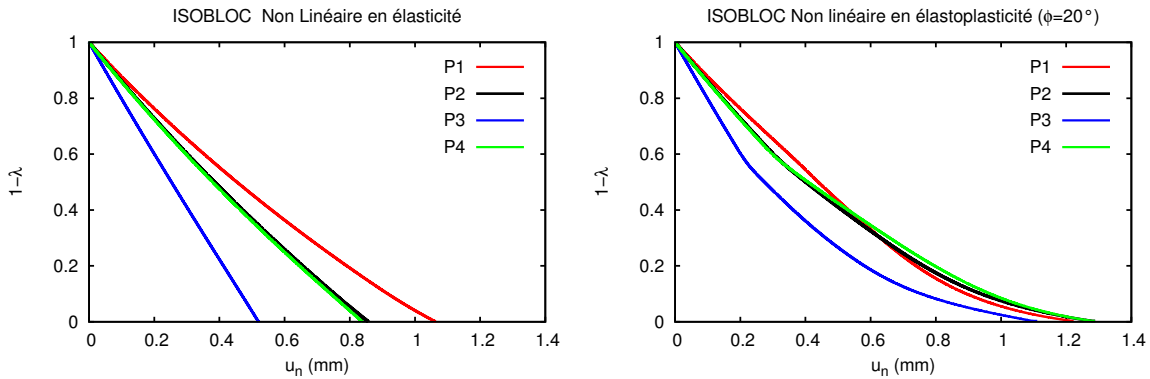 ISOBLOC  Non Linéaire en élasticité
1
0.8
0.6
0.4
0.2
0
1−λ
P1
P2
P3
P4
0 0.2 0.4 0.6 0.8 1 1.2 1.4
un (mm)
ISOBLOC Non linéaire en élastoplasticité (ϕ=20°)
1
0.8
0.6
0.4
0.2
0
1−λ
P1
P2
P3
P4
0 0.2 0.4 0.6 0.8 1 1.2 1.4
un (mm)